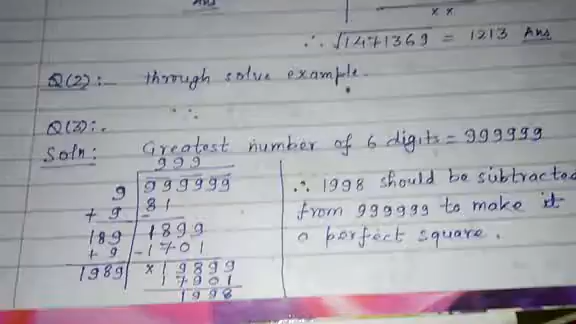 Ans
x x
∴ √1471369 = 1213 Ans
Q(2):- through solve example.
∴
Q(3):.
Soln: Greatest number of 6 digits = 999999
999
9 999999
+ 9 - 81
189 1899
+ 9 - 1701
1989 x 19899
17901
1998
∴ 1998 should be subtracted
from 999999 to make it
a perfect square.